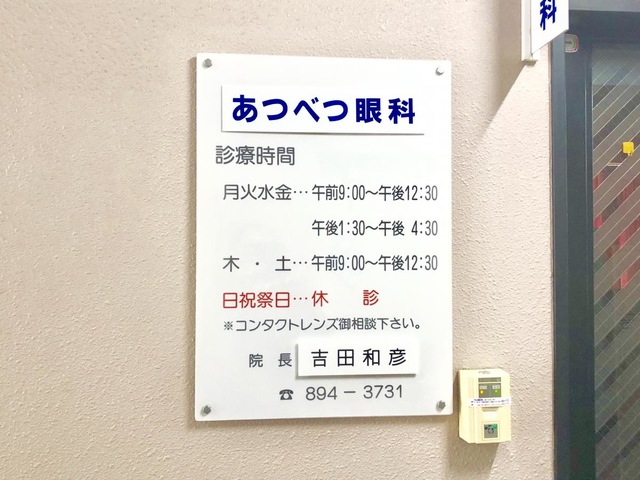 科
あつべつ眼科
診療時間
月火水金…午前9:00〜午後12:30
午後1:30〜午後 4:30
木・土…午前9:00〜午後12:30
日祝祭日…休 診
※コンタクトレンズ御相談下さい。
院 長 吉田和彦
☎ 894－3731